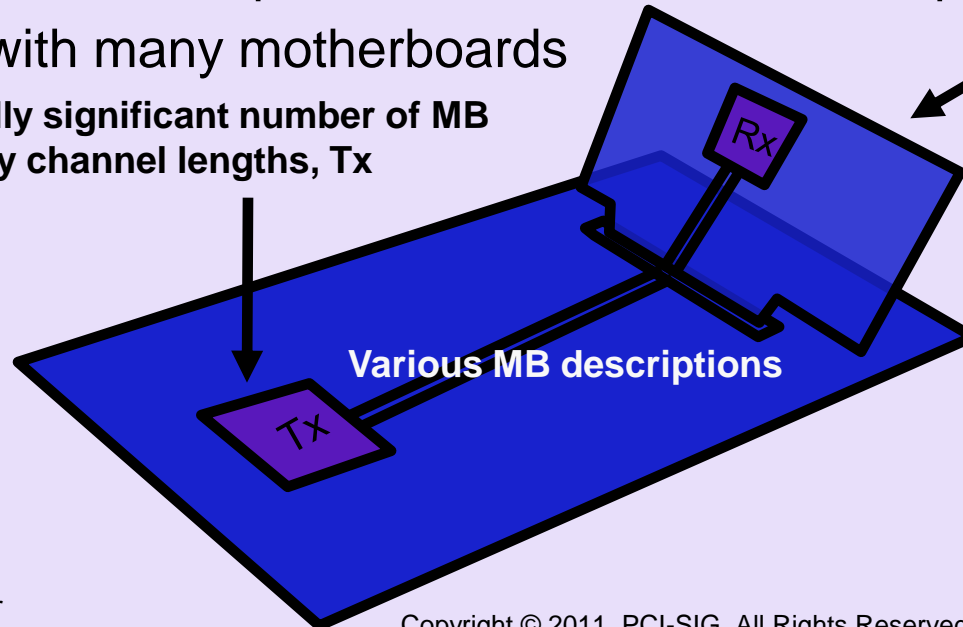 with many motherboards
lly significant number of MB
y channel lengths, Tx
Rx
Various MB descriptions
Tx
Copyright © 2011, PCI-SIG, All Rights Reserved